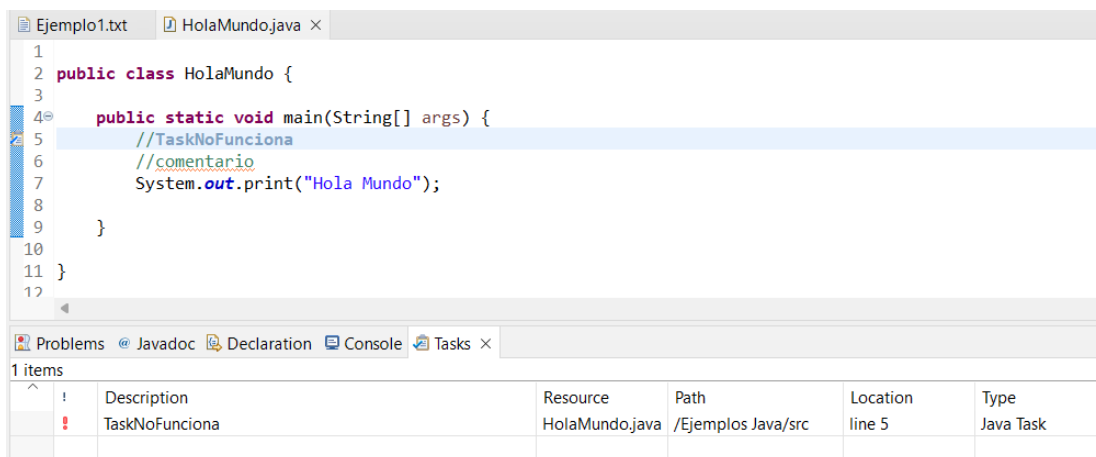 Ejemplo1.txt HolaMundo.java
1
2 public class HolaMundo {
3
4 public static void main(String[] args) {
5 //TaskNoFunciona
6 //comentario
7 System.out.print("Hola Mundo");
8
9 }
10
11 }
12
Problems @ Javadoc Declaration Console Tasks
1 items
! Description Resource Path Location Type
TaskNoFunciona HolaMundo.java /Ejemplos Java/src line 5 Java Task